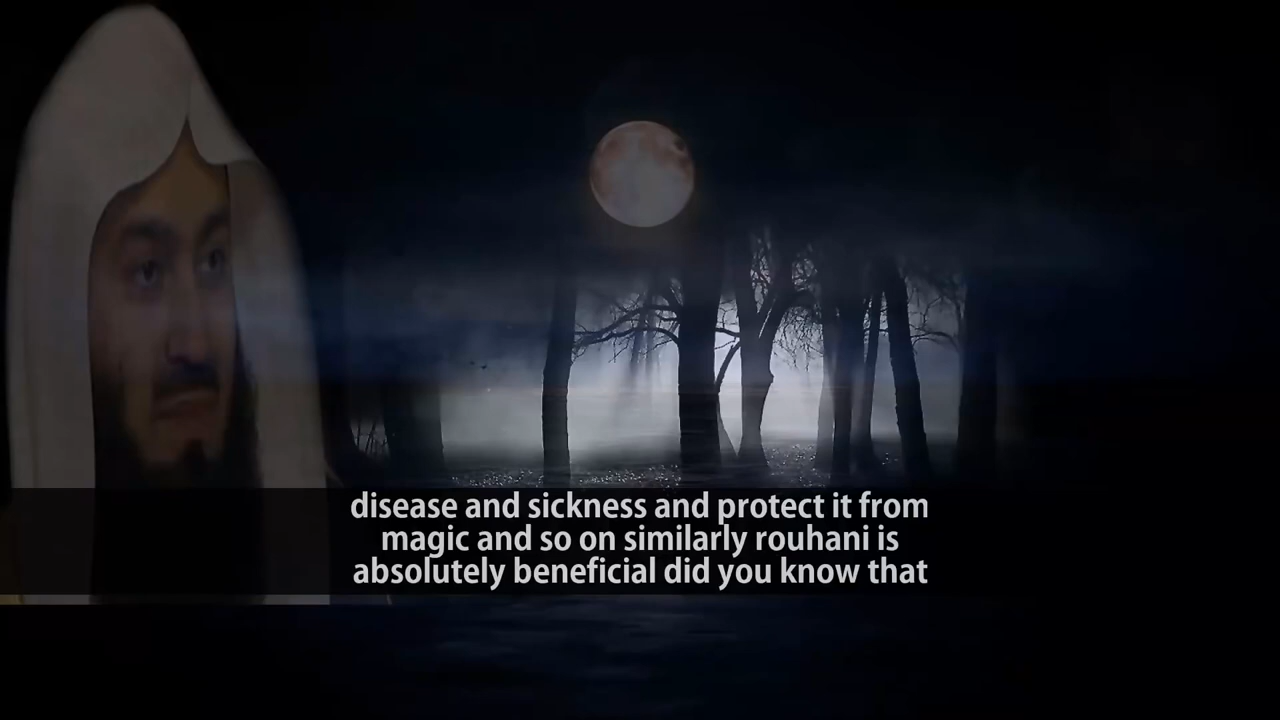 disease and sickness and protect it from
magic and so on similarly rouhani is
absolutely beneficial did you know that